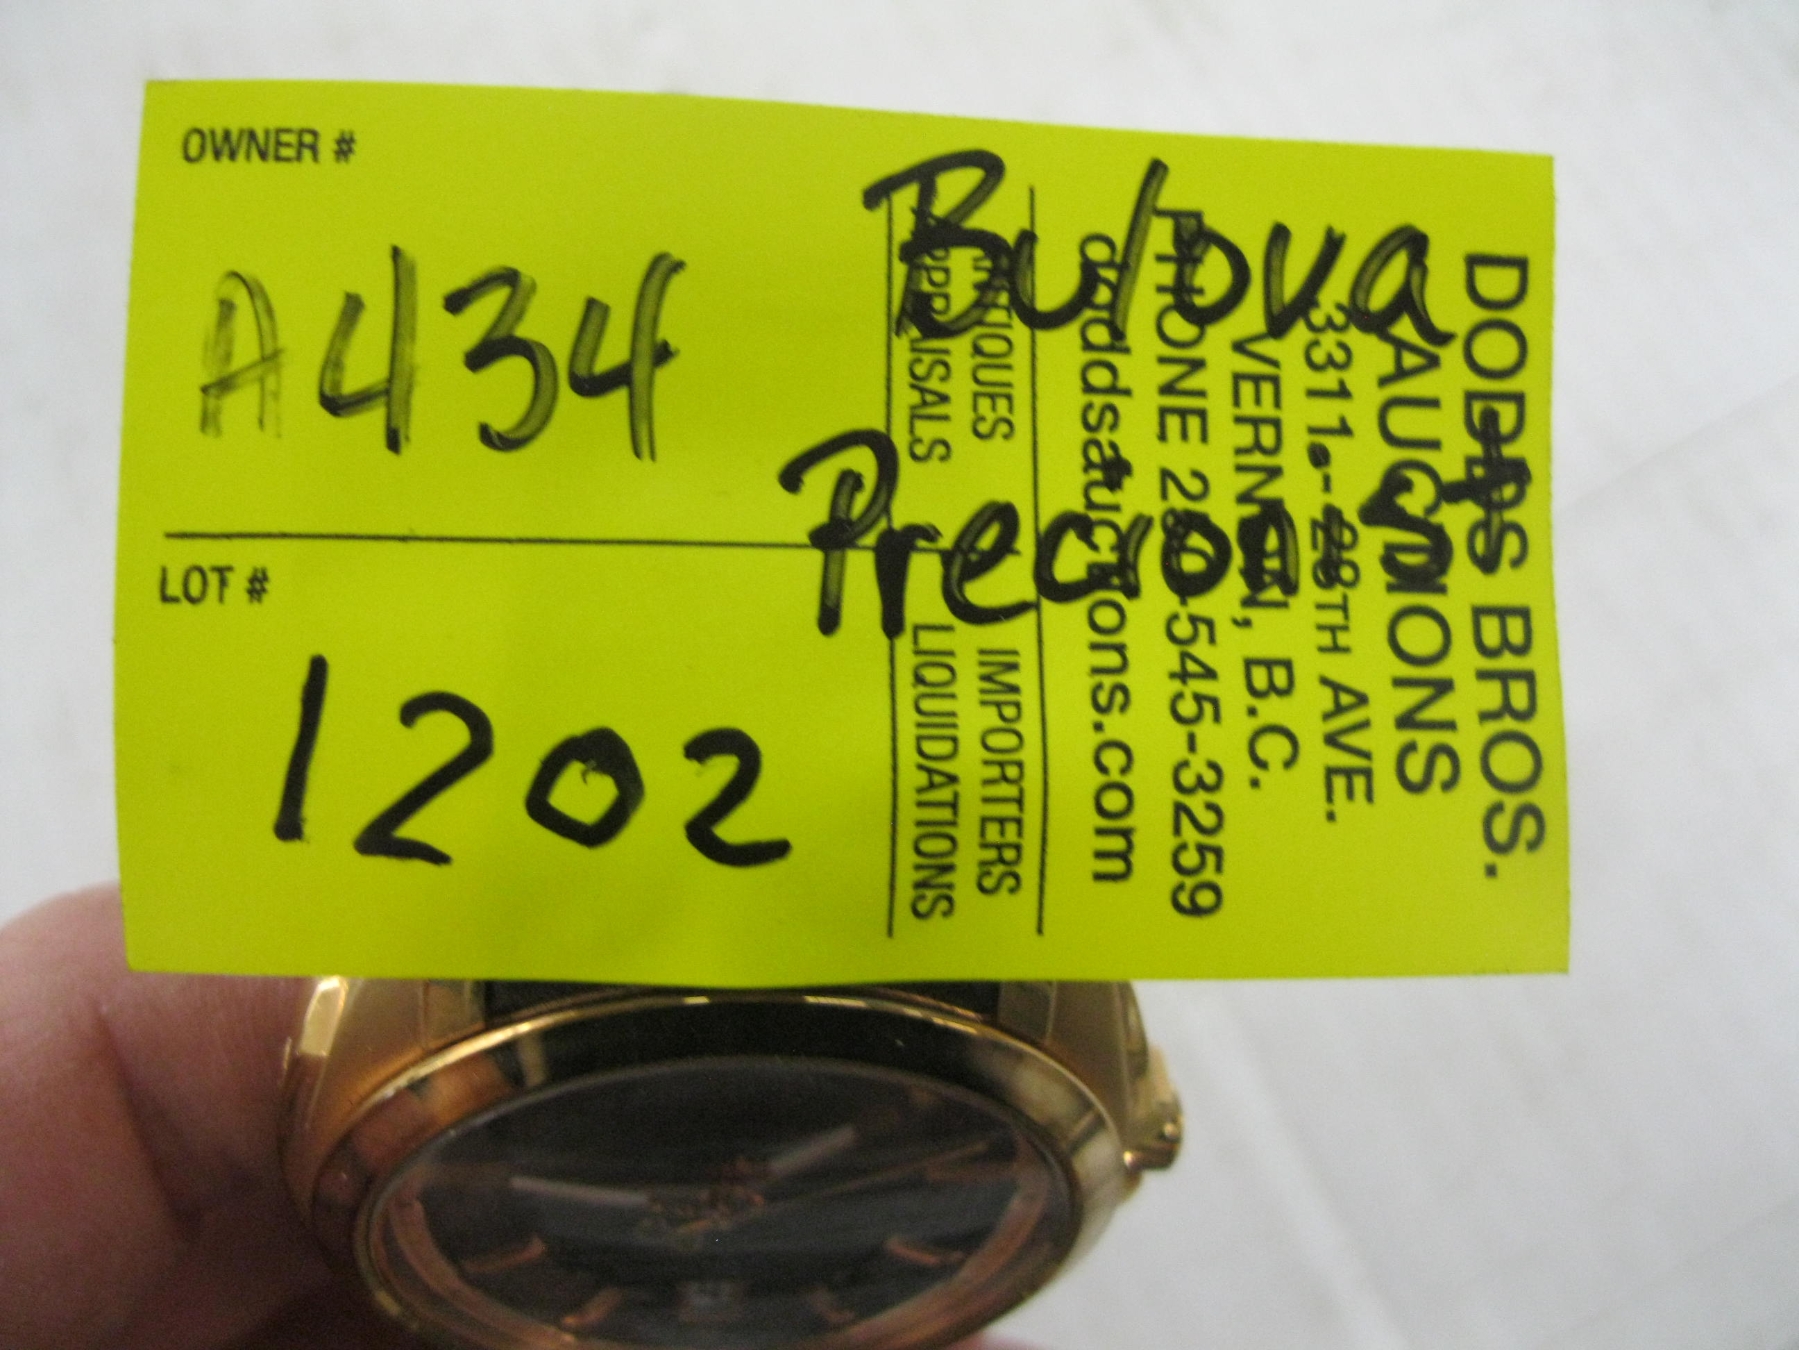 OWNER #
A434
LOT #
1202
Bulova
DODDS BROS.
AUCTIONS
3311 - 28TH AVE.
VERNON, B.C.
PHONE 250-545-3259
doddsauctions.com
ANTIQUES IMPORTERS
APPRAISALS LIQUIDATIONS